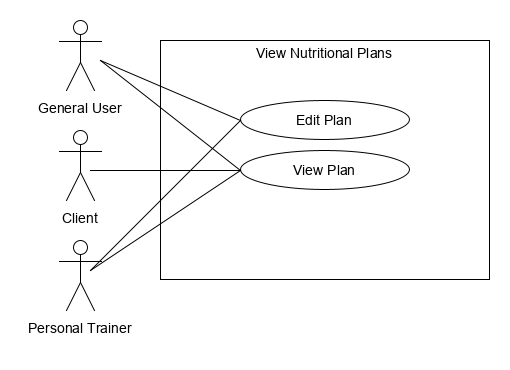 View Nutritional Plans
General User
Edit Plan
View Plan
Client
Personal Trainer